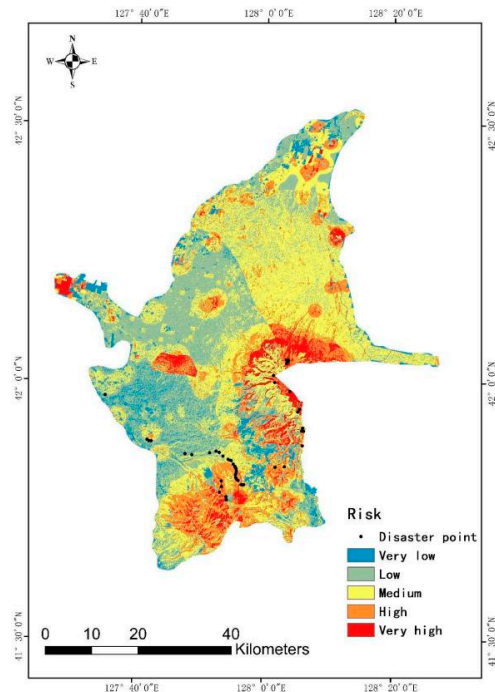 127° 40′0″E 128° 0′0″E 128° 20′0″E
N
W E
S
42° 30′0″N 42° 30′0″N
42° 0′0″N 42° 0′0″N
Risk
Disaster point
Very low
Low
Medium
High
Very high
41° 30′0″N 41° 30′0″N
0 10 20 40
Kilometers
127° 40′0″E 128° 0′0″E 128° 20′0″E